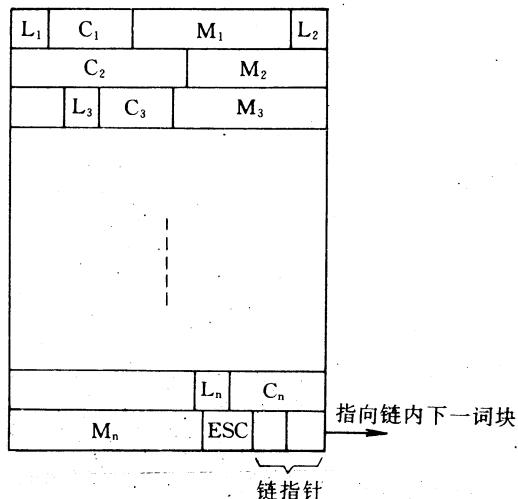 L₁ C₁ M₁ L₂
C₂ M₂
L₃ C₃ M₃
Lₙ Cₙ
Mₙ ESC 指向链内下一词块
链指针